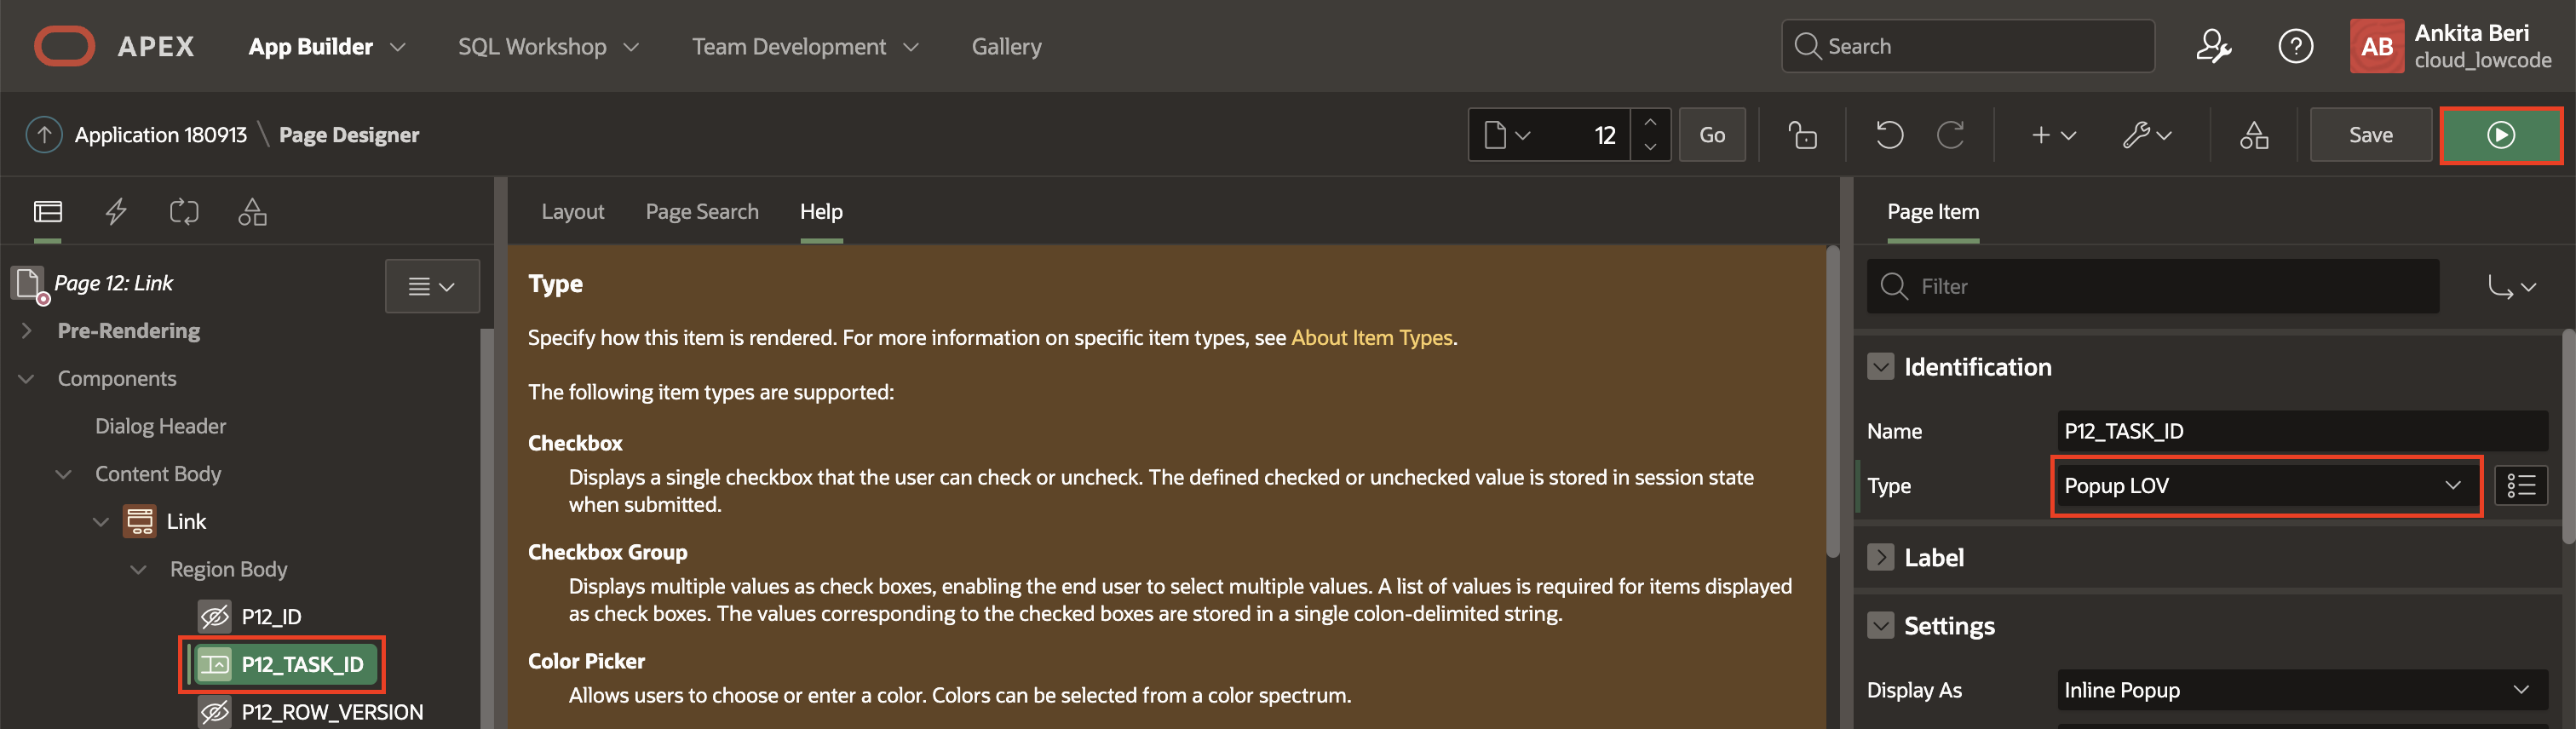 APEX App Builder SQL Workshop Team Development Gallery Search ? AB Ankita Beri
cloud_lowcode
Application 180913 \ Page Designer 12 Go Save
Layout Page Search Help
Page 12: Link
Pre-Rendering
Components
Dialog Header
Content Body
Link
Region Body
P12_ID
P12_TASK_ID
P12_ROW_VERSION
Type
Specify how this item is rendered. For more information on specific item types, see About Item Types.
The following item types are supported:
Checkbox
Displays a single checkbox that the user can check or uncheck. The defined checked or unchecked value is stored in session state
when submitted.
Checkbox Group
Displays multiple values as check boxes, enabling the end user to select multiple values. A list of values is required for items displayed
as check boxes. The values corresponding to the checked boxes are stored in a single colon-delimited string.
Color Picker
Allows users to choose or enter a color. Colors can be selected from a color spectrum.
Page Item
Filter
Identification
Name P12_TASK_ID
Type Popup LOV
Label
Settings
Display As Inline Popup